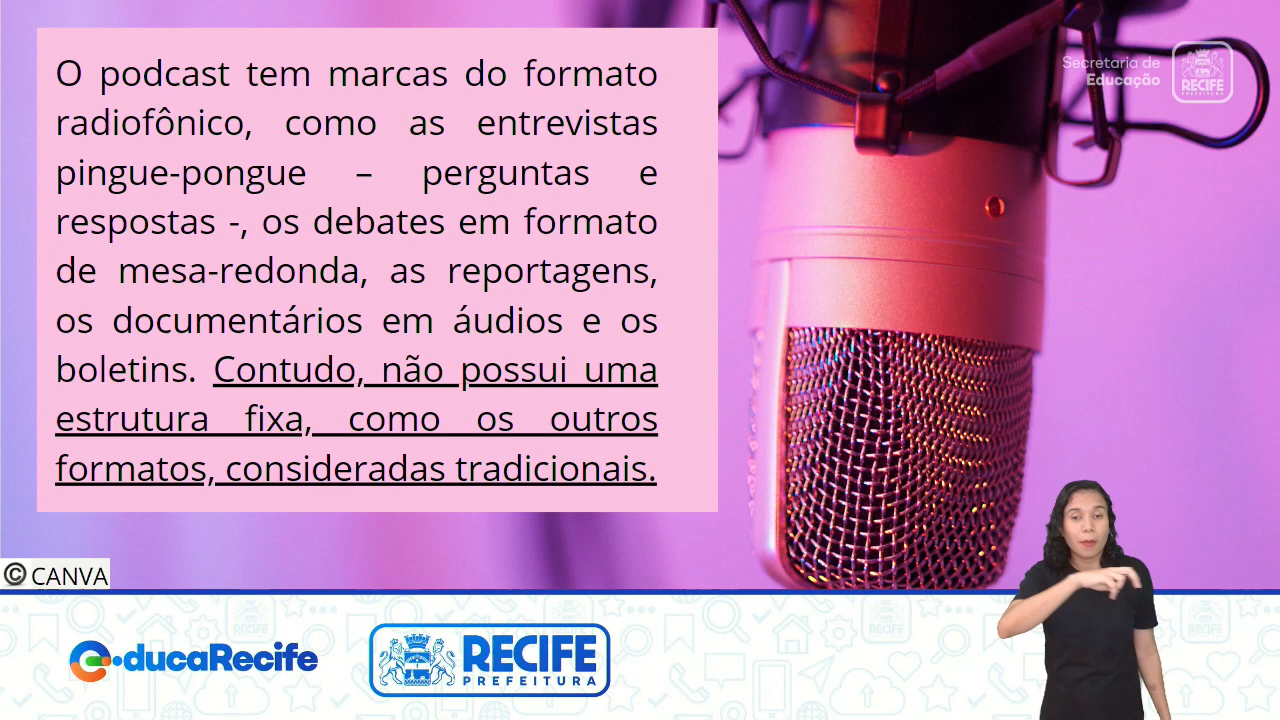 O podcast tem marcas do formato
radiofônico, como as entrevistas
pingue-pongue – perguntas e
respostas -, os debates em formato
de mesa-redonda, as reportagens,
os documentários em áudios e os
boletins. Contudo, não possui uma
estrutura fixa, como os outros
formatos, consideradas tradicionais.
Secretaria de
Educação
RECIFE
PREFEITURA
© CANVA
ducaRecife
RECIFE
PREFEITURA